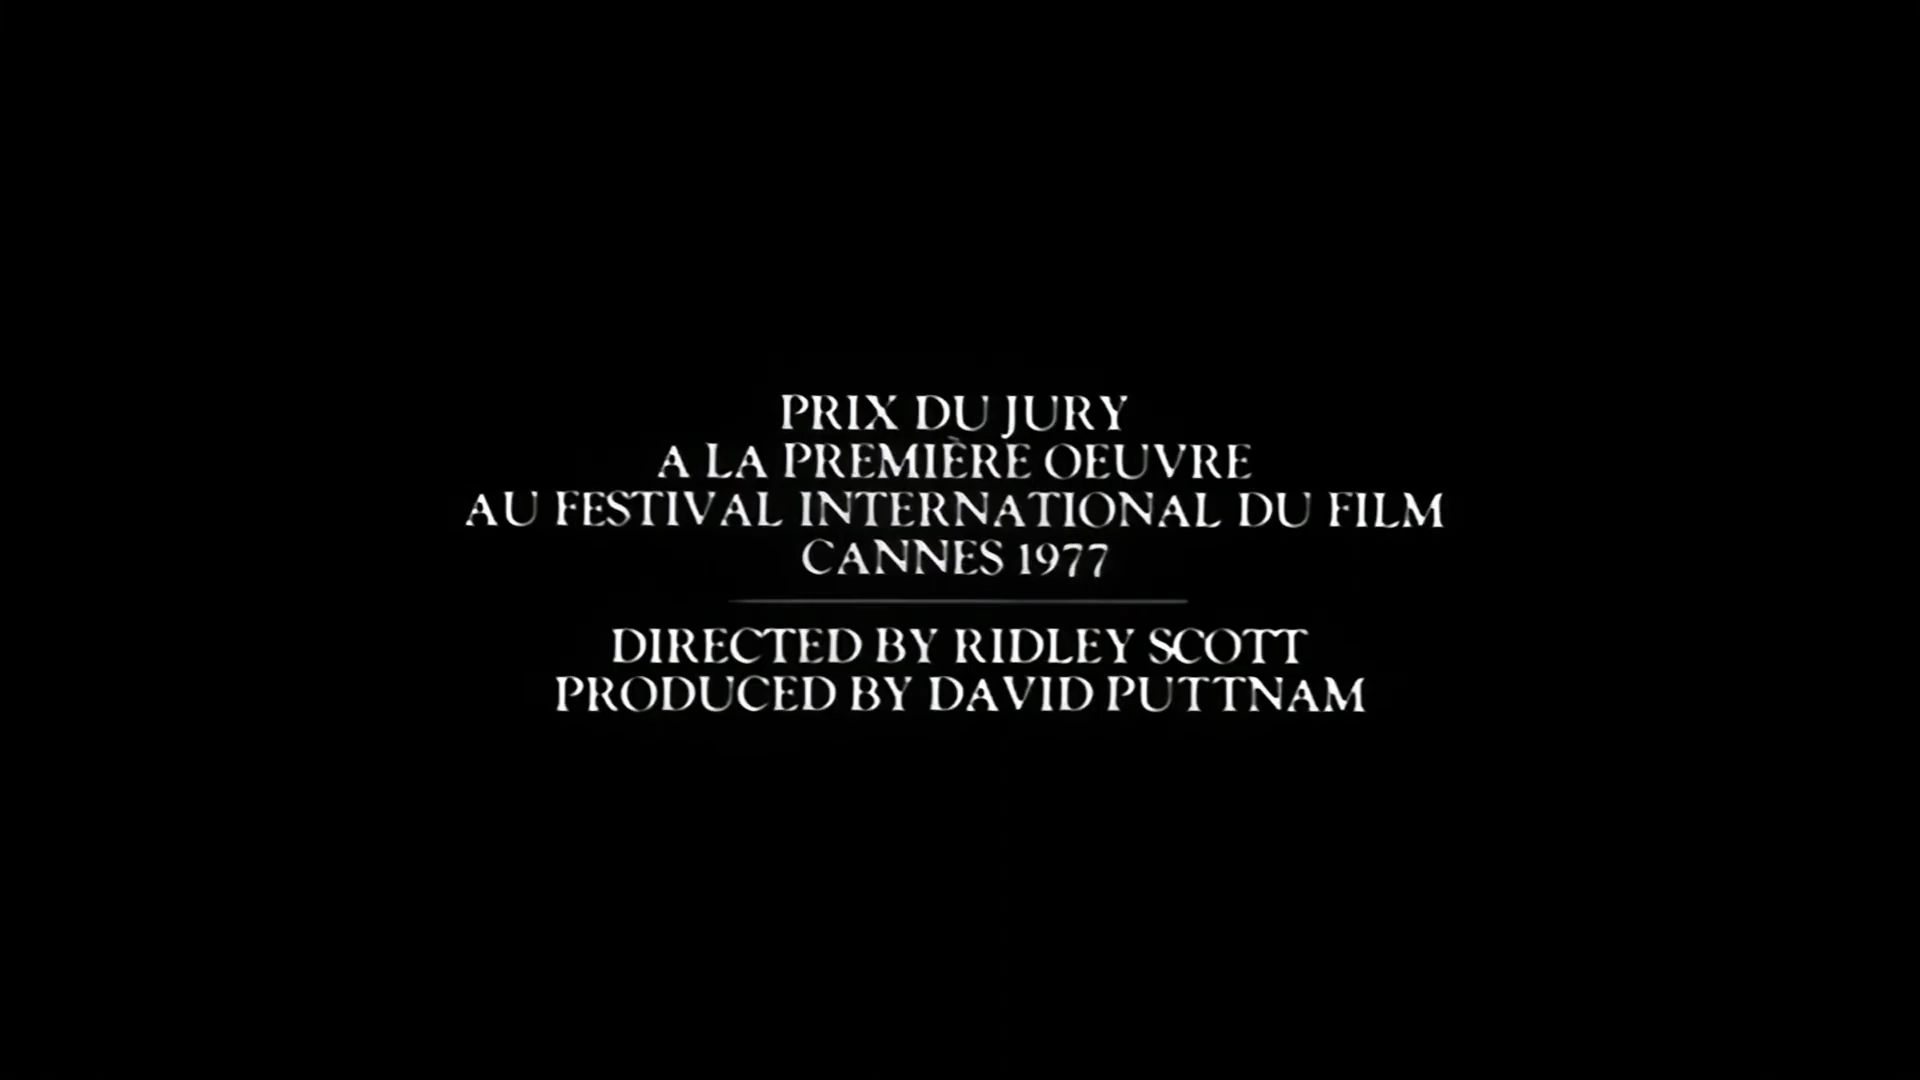 PRIX DU JURY
A LA PREMIÈRE OEUVRE
AU FESTIVAL INTERNATIONAL DU FILM
CANNES 1977
DIRECTED BY RIDLEY SCOTT
PRODUCED BY DAVID PUTTNAM